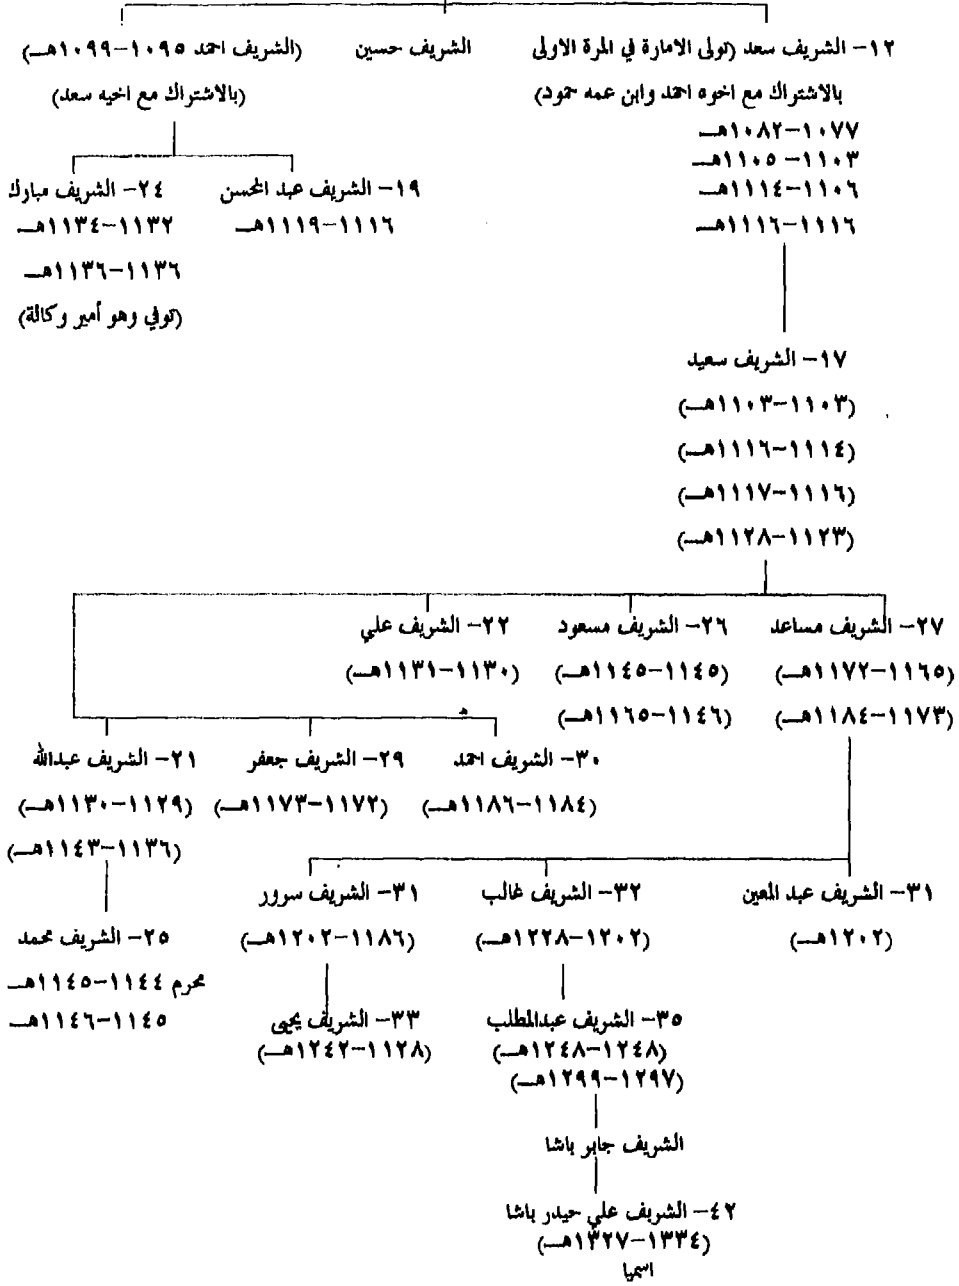 ١٢- الشريف سعد (تولى الامارة في المرة الاولى
بالاشتراك مع اخوه احمد وابن عمه حمود)
١٠٧٧-١٠٨٢هـ
١١٠٣-١١٠٥هـ
١١٠٦-١١١٤هـ
١١١٦-١١١٦هـ
الشريف حسين
(الشريف احمد ١٠٩٥-١٠٩٩هـ)
(بالاشتراك مع اخيه سعد)
١٩- الشريف عبد المحسن
١١١٦-١١١٩هـ
٢٤- الشريف مبارك
١١٣٢-١١٣٤هـ
١١٣٦-١١٣٦هـ
(توفي وهو أمير وكالة)
١٧- الشريف سعيد
(١١٠٣-١١٠٣هـ)
(١١١٤-١١١٦هـ)
(١١١٦-١١١٧هـ)
(١١٢٣-١١٢٨هـ)
٢٧- الشريف مساعد
(١١٦٥-١١٧٢هـ)
(١١٧٣-١١٨٤هـ)
٢٦- الشريف مسعود
(١١٤٥-١١٤٥هـ)
(١١٤٦-١١٦٥هـ)
٢٢- الشريف علي
(١١٣٠-١١٣١هـ)
٣٠- الشريف احمد
(١١٨٤-١١٨٦هـ)
٢٩- الشريف جعفر
(١١٧٢-١١٧٣هـ)
٢١- الشريف عبدالله
(١١٢٩-١١٣٠هـ)
(١١٣٦-١١٤٣هـ)
٣١- الشريف عبد المعين
(١٢٠٢هـ)
٣٢- الشريف غالب
(١٢٠٢-١٢٢٨هـ)
٣١- الشريف سرور
(١١٨٦-١٢٠٢هـ)
٢٥- الشريف محمد
محرم ١١٤٤-١١٤٥هـ
١١٤٥-١١٤٦هـ
٣٥- الشريف عبدالمطلب
(١٢٤٨-١٢٤٨هـ)
(١٢٩٧-١٢٩٩هـ)
٣٣- الشريف يحيى
(١١٢٨-١٢٤٢هـ)
الشريف جابر باشا
٤٢- الشريف علي حيدر باشا
(١٣٣٤-١٣٢٧هـ)
اسميا